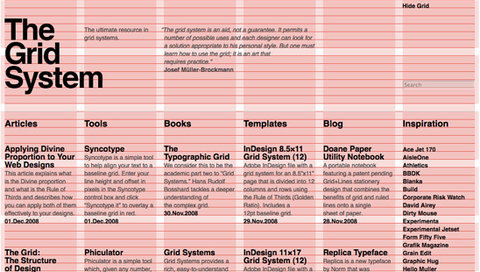 Hide Grid
The
Grid
System
The ultimate resource in
grid systems.
"The grid system is an aid, not a guarantee. It permits a
number of possible uses and each designer can look for
a solution appropriate to his personal style. But one must
learn how to use the grid; it is an art that
requires practice."
Josef Müller-Brockmann
Search
Articles
Tools
Books
Templates
Blog
Inspiration
Applying Divine
Proportion to Your
Web Designs
This article explains what
is the Divine Proportion
and what is the Rule of
Thirds and describes how
you can apply both of them
effectively to your designs.
01.Dec.2008
Syncotype
Syncotype is a simple tool
to help align your text to a
baseline grid. Enter your
line height and offset in
pixels in the Syncotype
control box and click
"Syncotype it" to overlay a
baseline grid in red.
01.Dec.2008
The
Typographic Grid
We consider this to be the
academic part two to "Grid
Systems." Hans Rudolf
Bosshard tackles a deeper
understanding of the grid.
30.Nov.2008
InDesign 8.5x11
Grid System (12)
Adobe InDesign file with a
grid system for an 8.5"x11"
page that is divided into 12
columns and rows using
the Rule of Thirds (Golden
Ratio). Includes a
12pt baseline grid.
29.Nov.2008
Doane Paper
Utility Notebook
A portable notebook
featuring a patent pending
Grid+Lines stationery
design that combines the
benefits of grid and ruled
lines onto a single
sheet of paper.
28.Nov.2008
Ace Jet 170
AisleOne
Athletics
BBDK
Blanka
Build
Corporate Risk Watch
David Airey
Dirty Mouse
Experimenta
Experimental Jetset
Form Fifty Five
Grafik Magazine
Grain Edit
Graphic Hug
Hello Muller
The Grid:
The Structure
of Design
Phiculator
Phiculator is a simple tool
which, given any number,
Grid Systems
Grid Systems provides a
rich, easy-to-understand
InDesign 11x17
Grid System (12)
Adobe InDesign file with a
Replica Typeface
Replica is a new typeface
by Norm that was